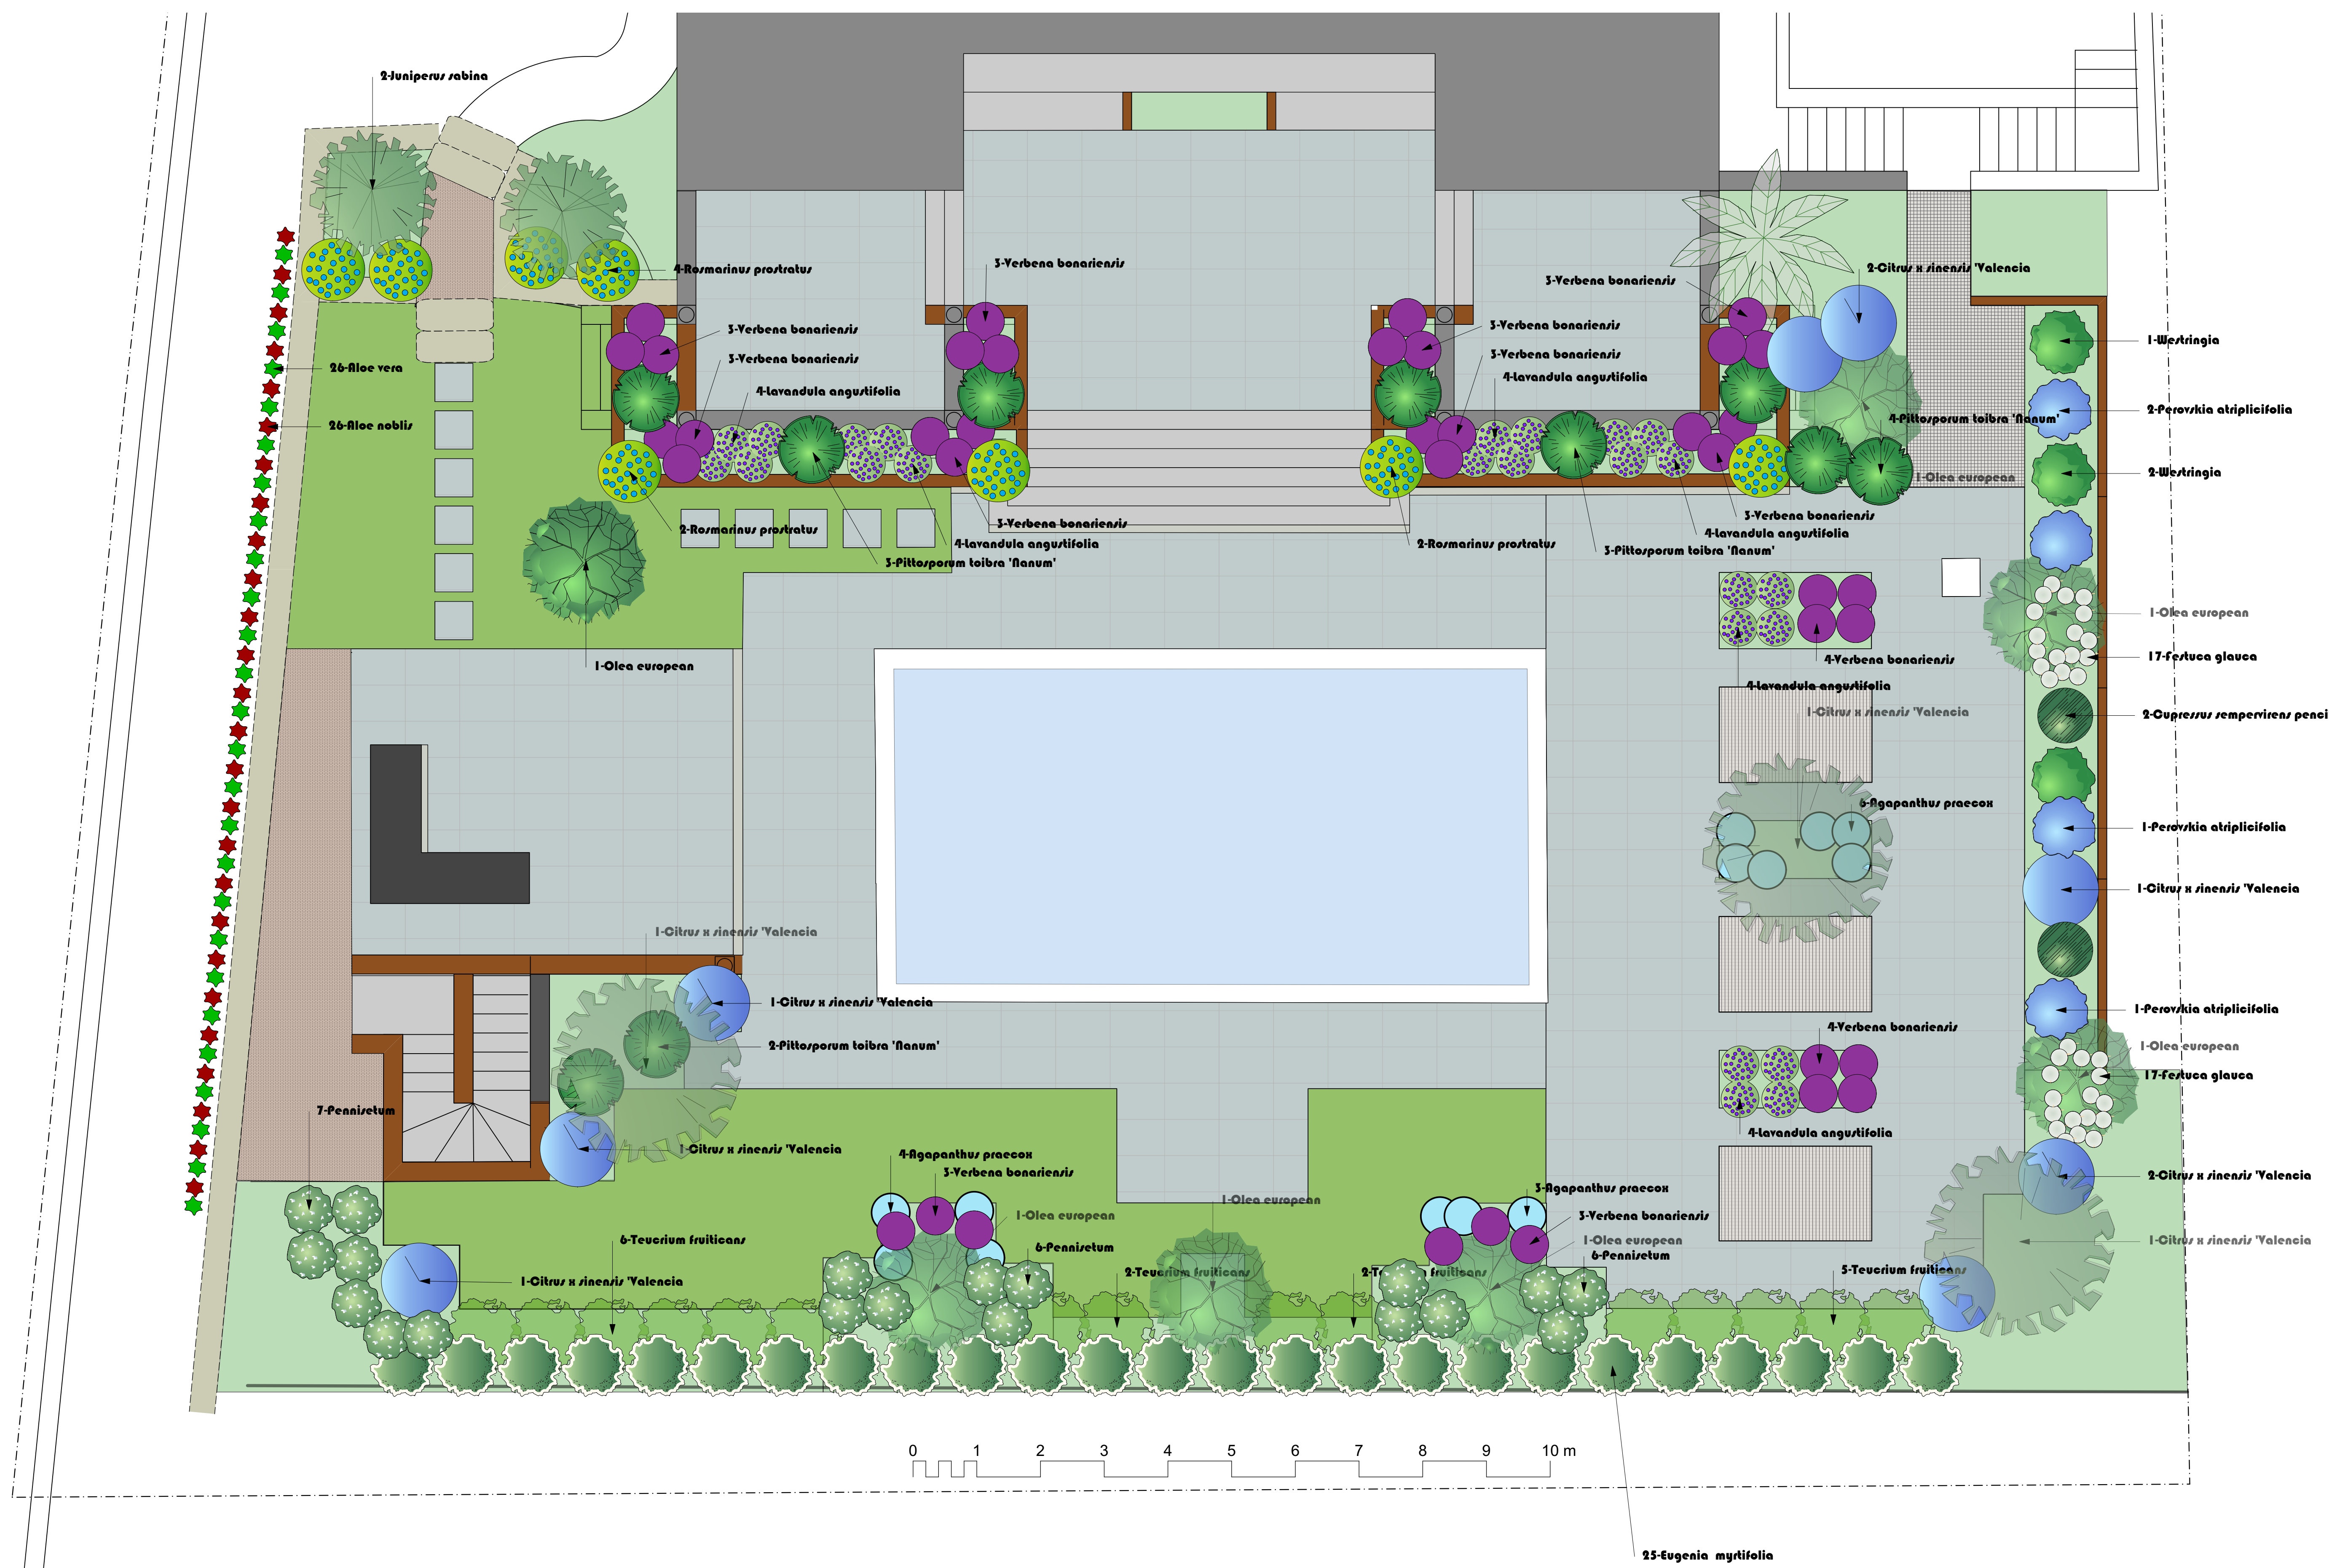 2-Juniperus sabina
4-Rosmarinus prostratus
3-Verbena bonariensis
3-Verbena bonariensis
2-Citrus x sinensis 'Valencia
3-Verbena bonariensis
3-Verbena bonariensis
3-Verbena bonariensis
3-Verbena bonariensis
1-Westringia
26-Aloe vera
4-Lavandula angustifolia
4-Lavandula angustifolia
2-Perovskia atriplicifolia
26-Aloe noblis
4-Pittosporum toibra 'Nanum'
2-Westringia
1-Olea european
2-Rosmarinus prostratus
3-Verbena bonariensis
3-Verbena bonariensis
4-Lavandula angustifolia
4-Lavandula angustifolia
2-Rosmarinus prostratus
3-Pittosporum toibra 'Nanum'
3-Pittosporum toibra 'Nanum'
1-Olea european
17-Festuca glauca
1-Olea european
4-Verbena bonariensis
4-Lavandula angustifolia
1-Citrus x sinensis 'Valencia
2-Cupressus sempervirens penci
6-Agapanthus praecox
1-Perovskia atriplicifolia
1-Citrus x sinensis 'Valencia
1-Citrus x sinensis 'Valencia
1-Citrus x sinensis 'Valencia
1-Perovskia atriplicifolia
4-Verbena bonariensis
2-Pittosporum toibra 'Nanum'
1-Olea european
17-Festuca glauca
7-Pennisetum
4-Lavandula angustifolia
1-Citrus x sinensis 'Valencia
4-Agapanthus praecox
3-Verbena bonariensis
2-Citrus x sinensis 'Valencia
3-Agapanthus praecox
1-Olea european
1-Olea european
3-Verbena bonariensis
6-Teucrium fruiticans
1-Olea european
1-Citrus x sinensis 'Valencia
6-Pennisetum
6-Pennisetum
2-Teucrium fruiticans
2-Teucrium fruiticans
5-Teucrium fruiticans
1-Citrus x sinensis 'Valencia
0 1 2 3 4 5 6 7 8 9 10 m
25-Eugenia myrtifolia